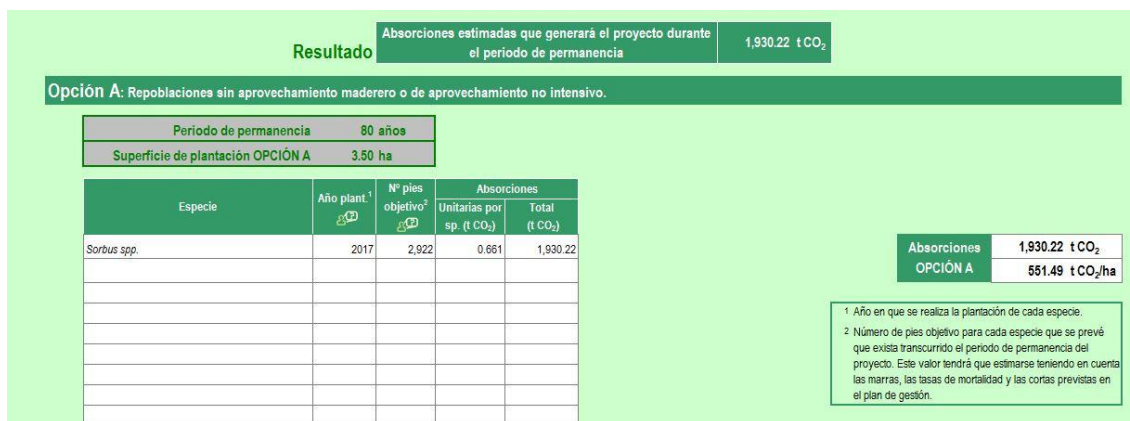 Resultado
Absorciones estimadas que generará el proyecto durante
el periodo de permanencia
1,930.22 t CO₂
Opción A: Repoblaciones sin aprovechamiento maderero o de aprovechamiento no intensivo.
Periodo de permanencia 80 años
Superficie de plantación OPCIÓN A 3.50 ha
Especie
Año plant.¹
Nº pies
objetivo²
Absorciones
Unitarias por
sp. (t CO₂)
Total
(t CO₂)
Sorbus spp. 2017 2,922 0.661 1,930.22
Absorciones
OPCIÓN A
1,930.22 t CO₂
551.49 t CO₂/ha
1 Año en que se realiza la plantación de cada especie.
2 Número de pies objetivo para cada especie que se prevé
que exista transcurrido el periodo de permanencia del
proyecto. Este valor tendrá que estimarse teniendo en cuenta
las marras, las tasas de mortalidad y las cortas previstas en
el plan de gestión.